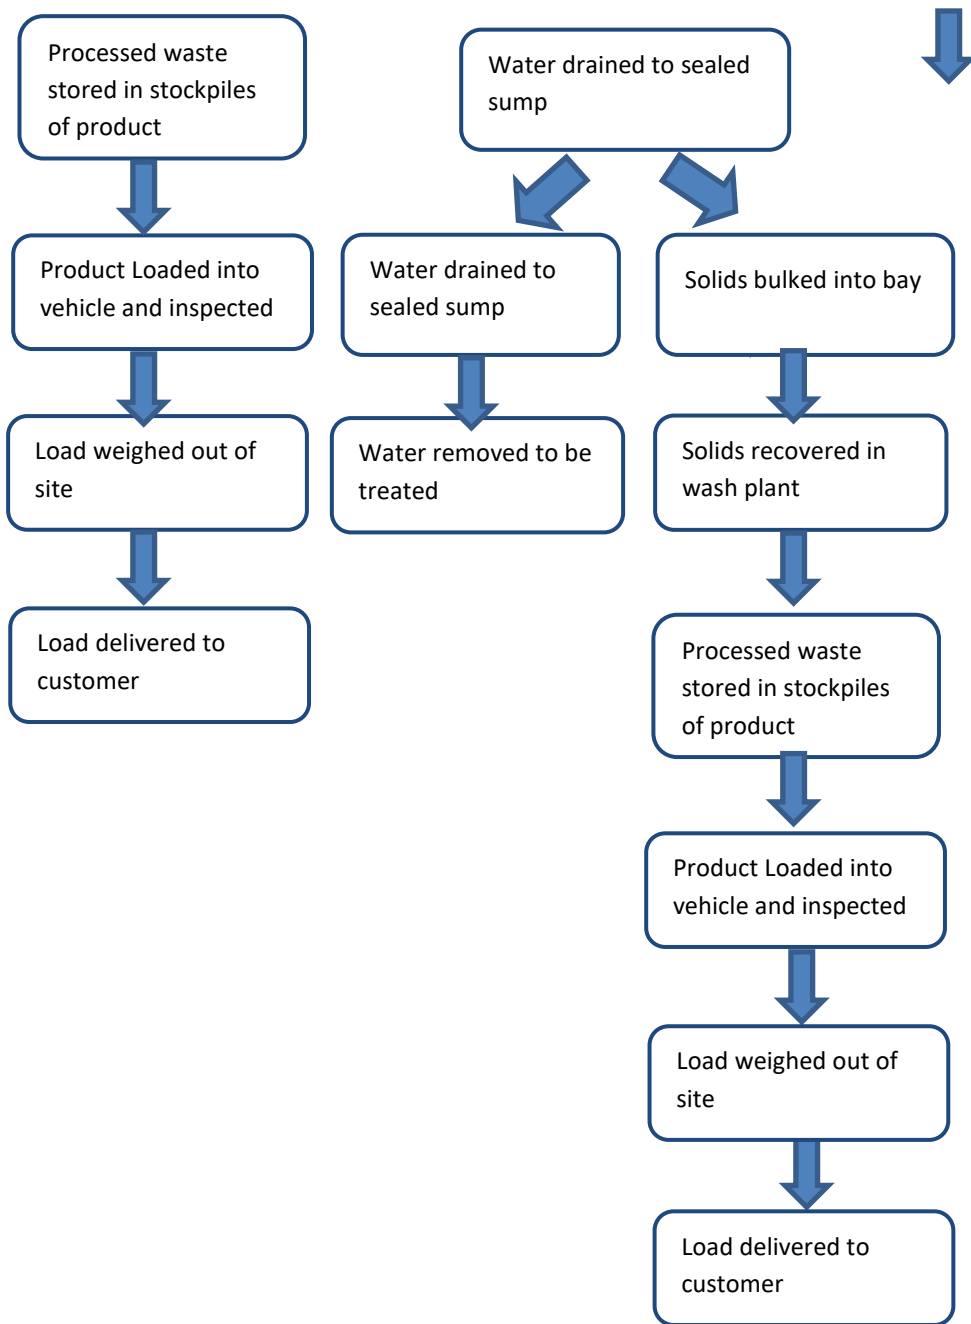 Processed waste
stored in stockpiles
of product
Product Loaded into
vehicle and inspected
Load weighed out of
site
Load delivered to
customer
Water drained to sealed
sump
Water drained to
sealed sump
Water removed to be
treated
Solids bulked into bay
Solids recovered in
wash plant
Processed waste
stored in stockpiles
of product
Product Loaded into
vehicle and inspected
Load weighed out of
site
Load delivered to
customer